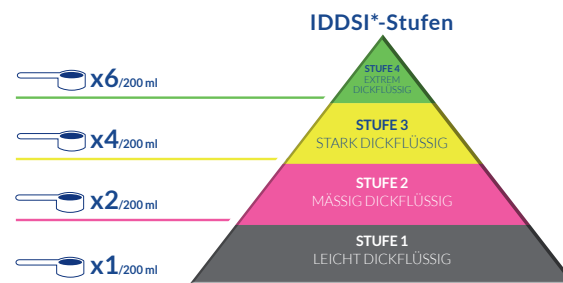 IDDSI*-Stufen
x6/200 ml
STUFE 4
EXTREM
DICKFLÜSSIG
x4/200 ml
STUFE 3
STARK DICKFLÜSSIG
x2/200 ml
STUFE 2
MÄSSIG DICKFLÜSSIG
x1/200 ml
STUFE 1
LEICHT DICKFLÜSSIG